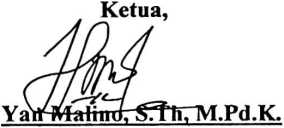 Ketua,
Yan Malino, S.Th, M.Pd.K.